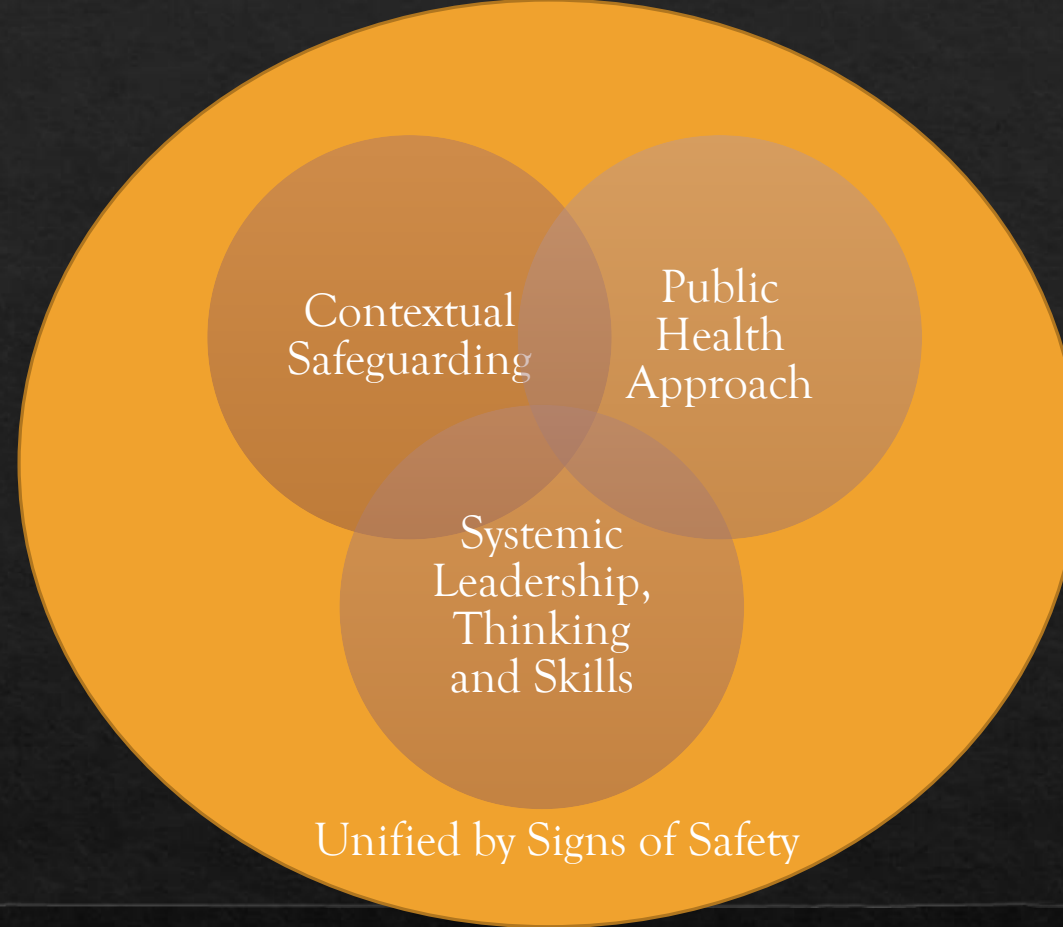 Contextual
Safeguarding
Public
Health
Approach
Systemic
Leadership,
Thinking
and Skills
Unified by Signs of Safety